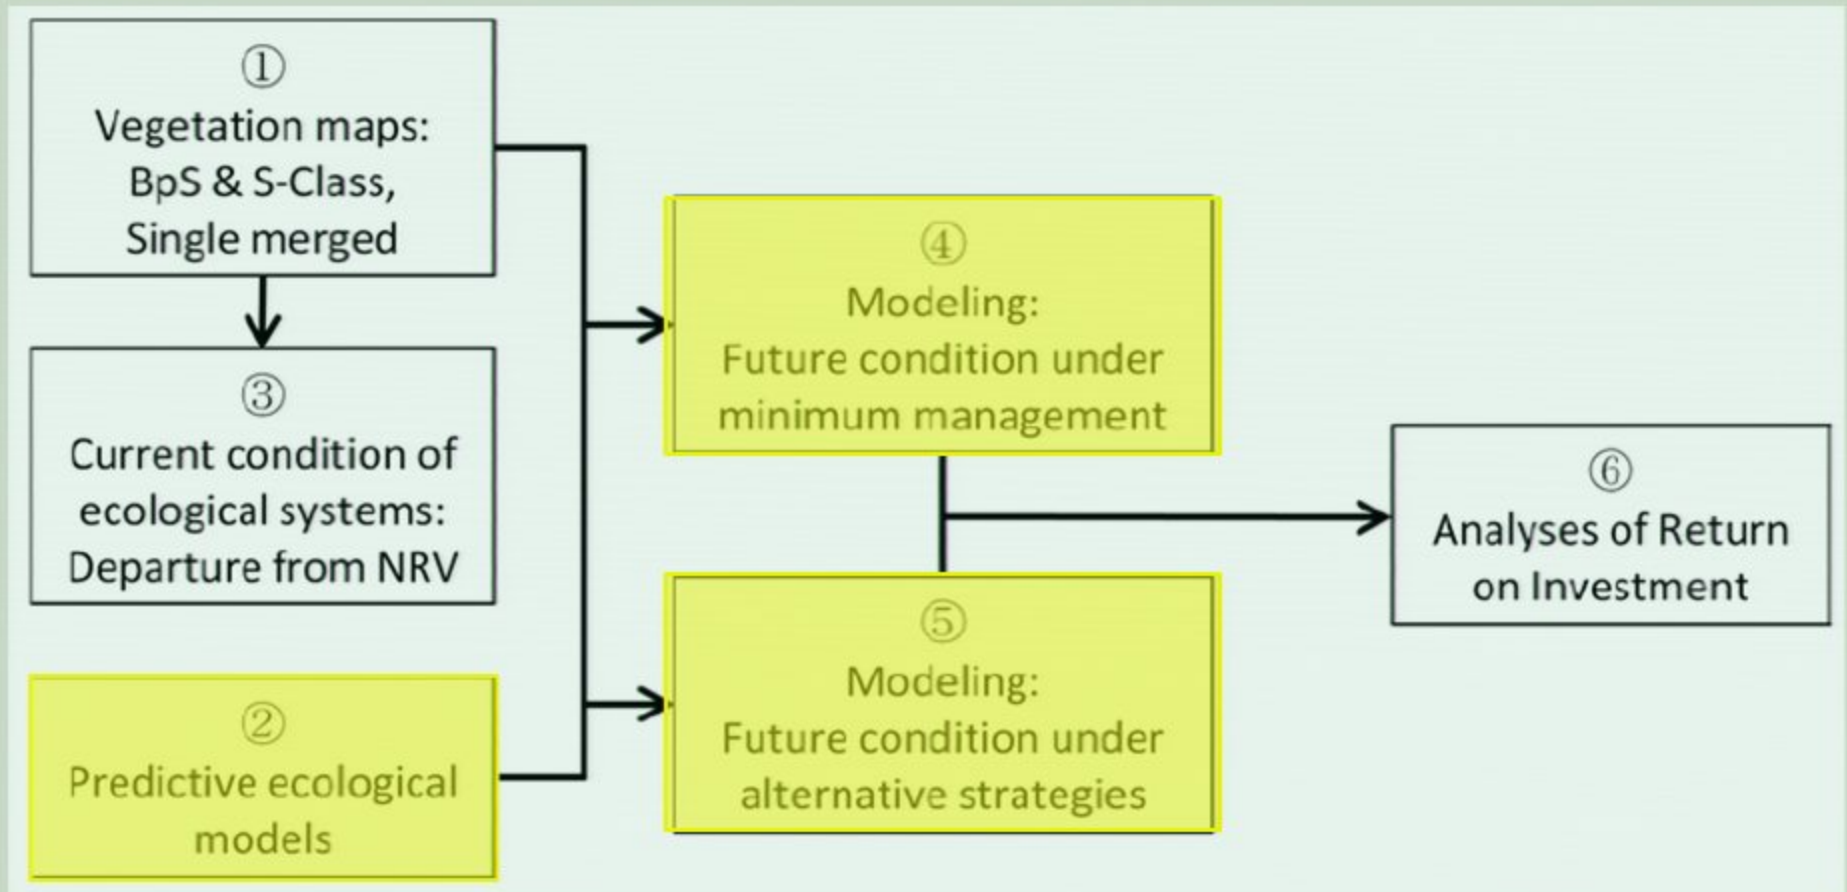 ①
Vegetation maps:
BpS & S-Class,
Single merged
③
Current condition of
ecological systems:
Departure from NRV
②
Predictive ecological
models
④
Modeling:
Future condition under
minimum management
⑤
Modeling:
Future condition under
alternative strategies
⑥
Analyses of Return
on Investment